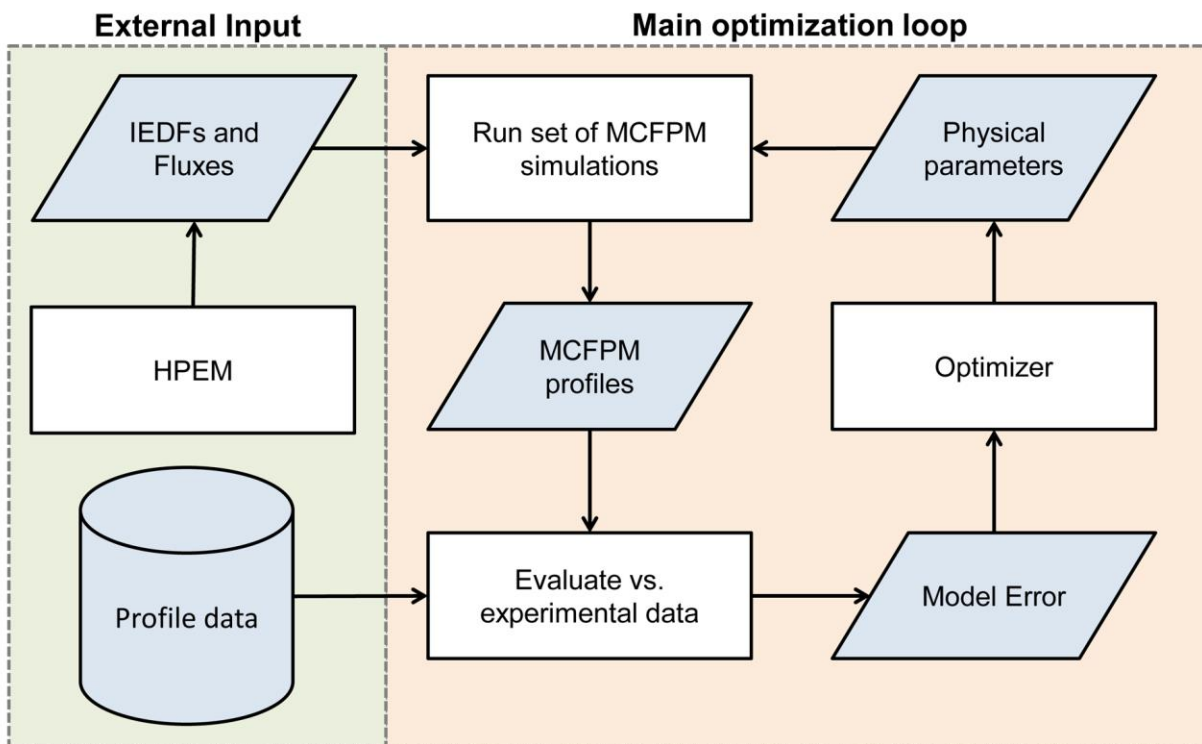 External Input
Main optimization loop
IEDFs and
Fluxes
Run set of MCFPM
simulations
Physical
parameters
HPEM
MCFPM
profiles
Optimizer
Profile data
Evaluate vs.
experimental data
Model Error